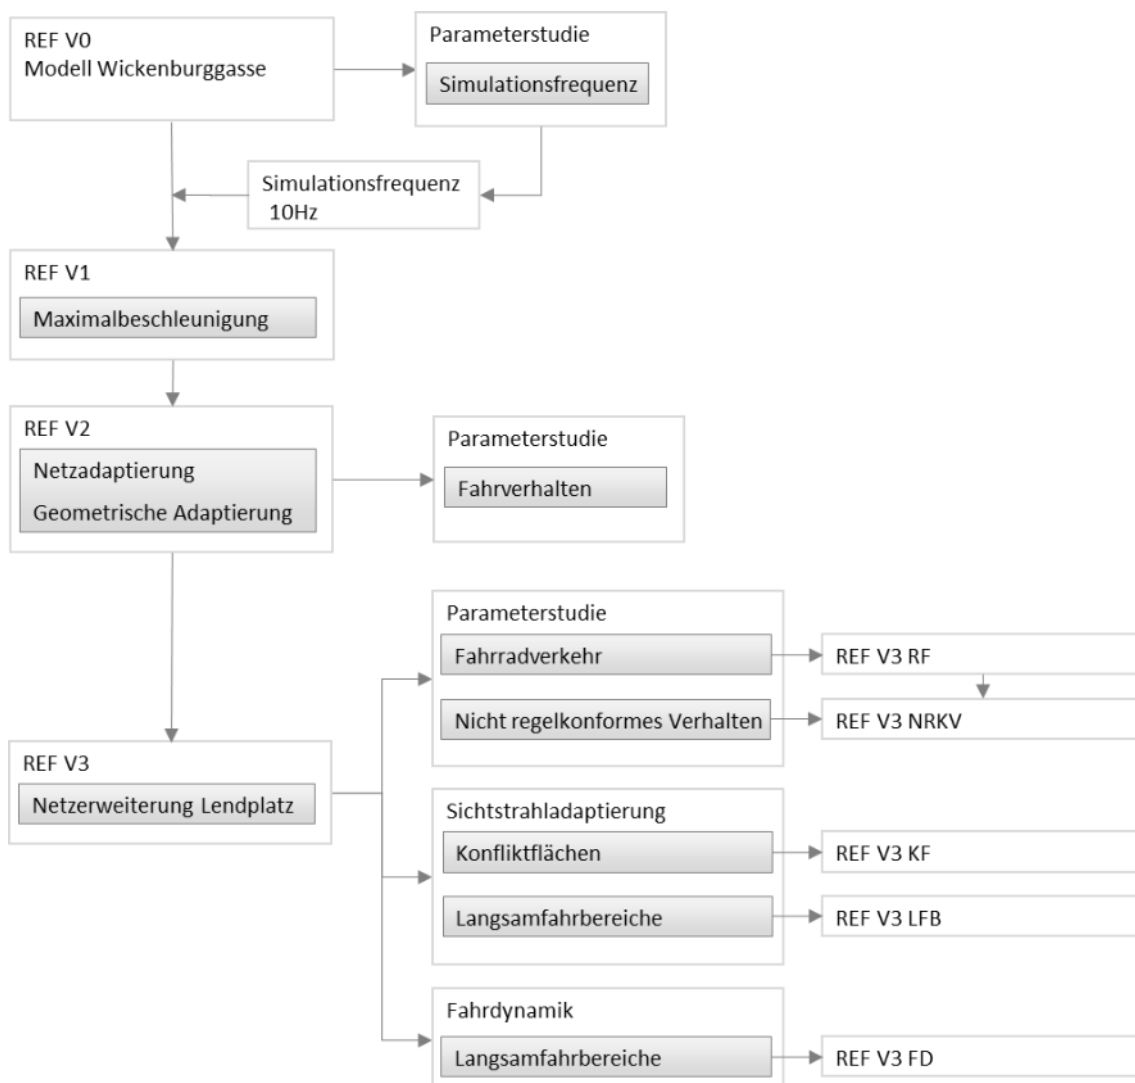 REF V0
Modell Wickenburggasse
Parameterstudie
Simulationsfrequenz
Simulationsfrequenz
10Hz
REF V1
Maximalbeschleunigung
REF V2
Netzadaptierung
Geometrische Adaptierung
Parameterstudie
Fahrverhalten
REF V3
Netzerweiterung Lendplatz
Parameterstudie
Fahrradverkehr
REF V3 RF
Nicht regelkonformes Verhalten
REF V3 NRKV
Sichtstrahladaptierung
Konfliktflächen
REF V3 KF
Langsamfahrbereiche
REF V3 LFB
Fahrdynamik
Langsamfahrbereiche
REF V3 FD